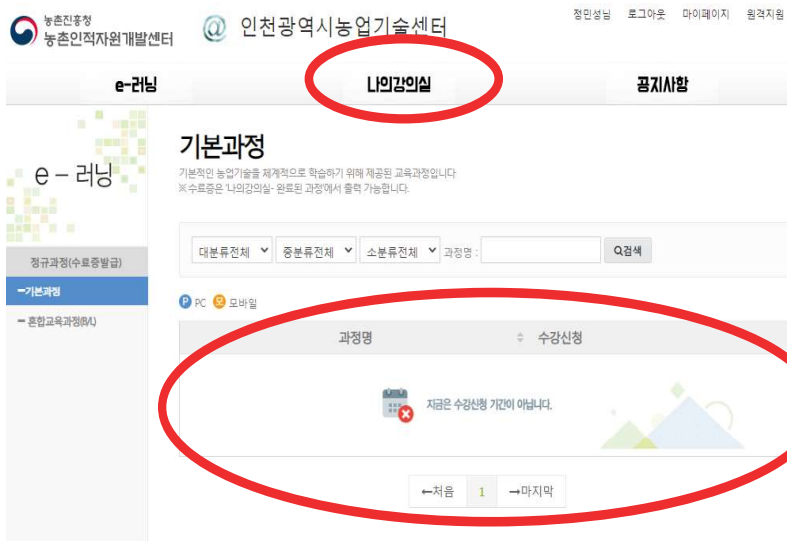 농촌진흥청
농촌인적자원개발센터
@ 인천광역시농업기술센터
정민성님 로그아웃 마이페이지 원격지원
e-러닝 나의강의실 공지사항
e - 러닝
정규과정(수료증발급)
-기본과정
- 혼합교육과정(B/L)
기본과정
기본적인 농업기술을 체계적으로 학습하기 위해 제공된 교육과정입니다
※ 수료증은 '나의강의실- 완료된 과정'에서 출력 가능합니다.
대분류전체 중분류전체 소분류전체 과정명 : 검색
P PC 모 모바일
과정명 수강신청
지금은 수강신청 기간이 아닙니다.
←처음 1 →마지막